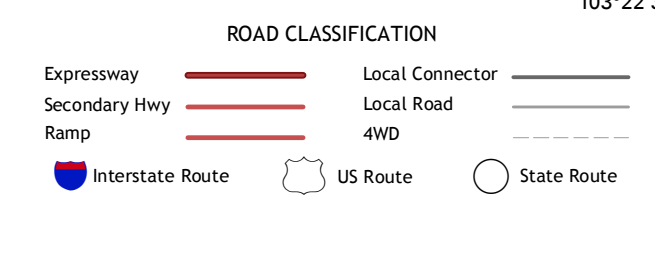 ROAD CLASSIFICATION
Expressway
Secondary Hwy
Ramp
Local Connector
Local Road
4WD
Interstate Route
US Route
State Route